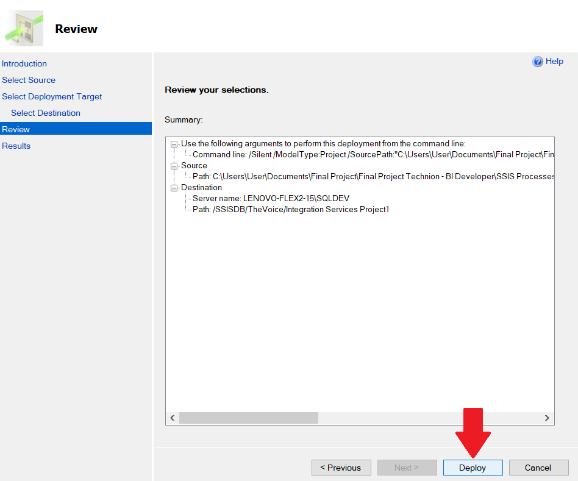 Review
Introduction
Select Source
Select Deployment Target
Select Destination
Review
Results
Help
Review your selections.
Summary:
Use the following arguments to perform this deployment from the command line:
Command line: /Silent /ModelType:Project /SourcePath:"C:\Users\User\Documents\Final Project\Fin
Source
Path: C:\Users\User\Documents\Final Project\Final Project Technion - BI Developer\SSIS Processes
Destination
Server name: LENOVO-FLEX2-15\SQLDEV
Path: /SSISDB/TheVoice/Integration Services Project1
< Previous
Next >
Deploy
Cancel